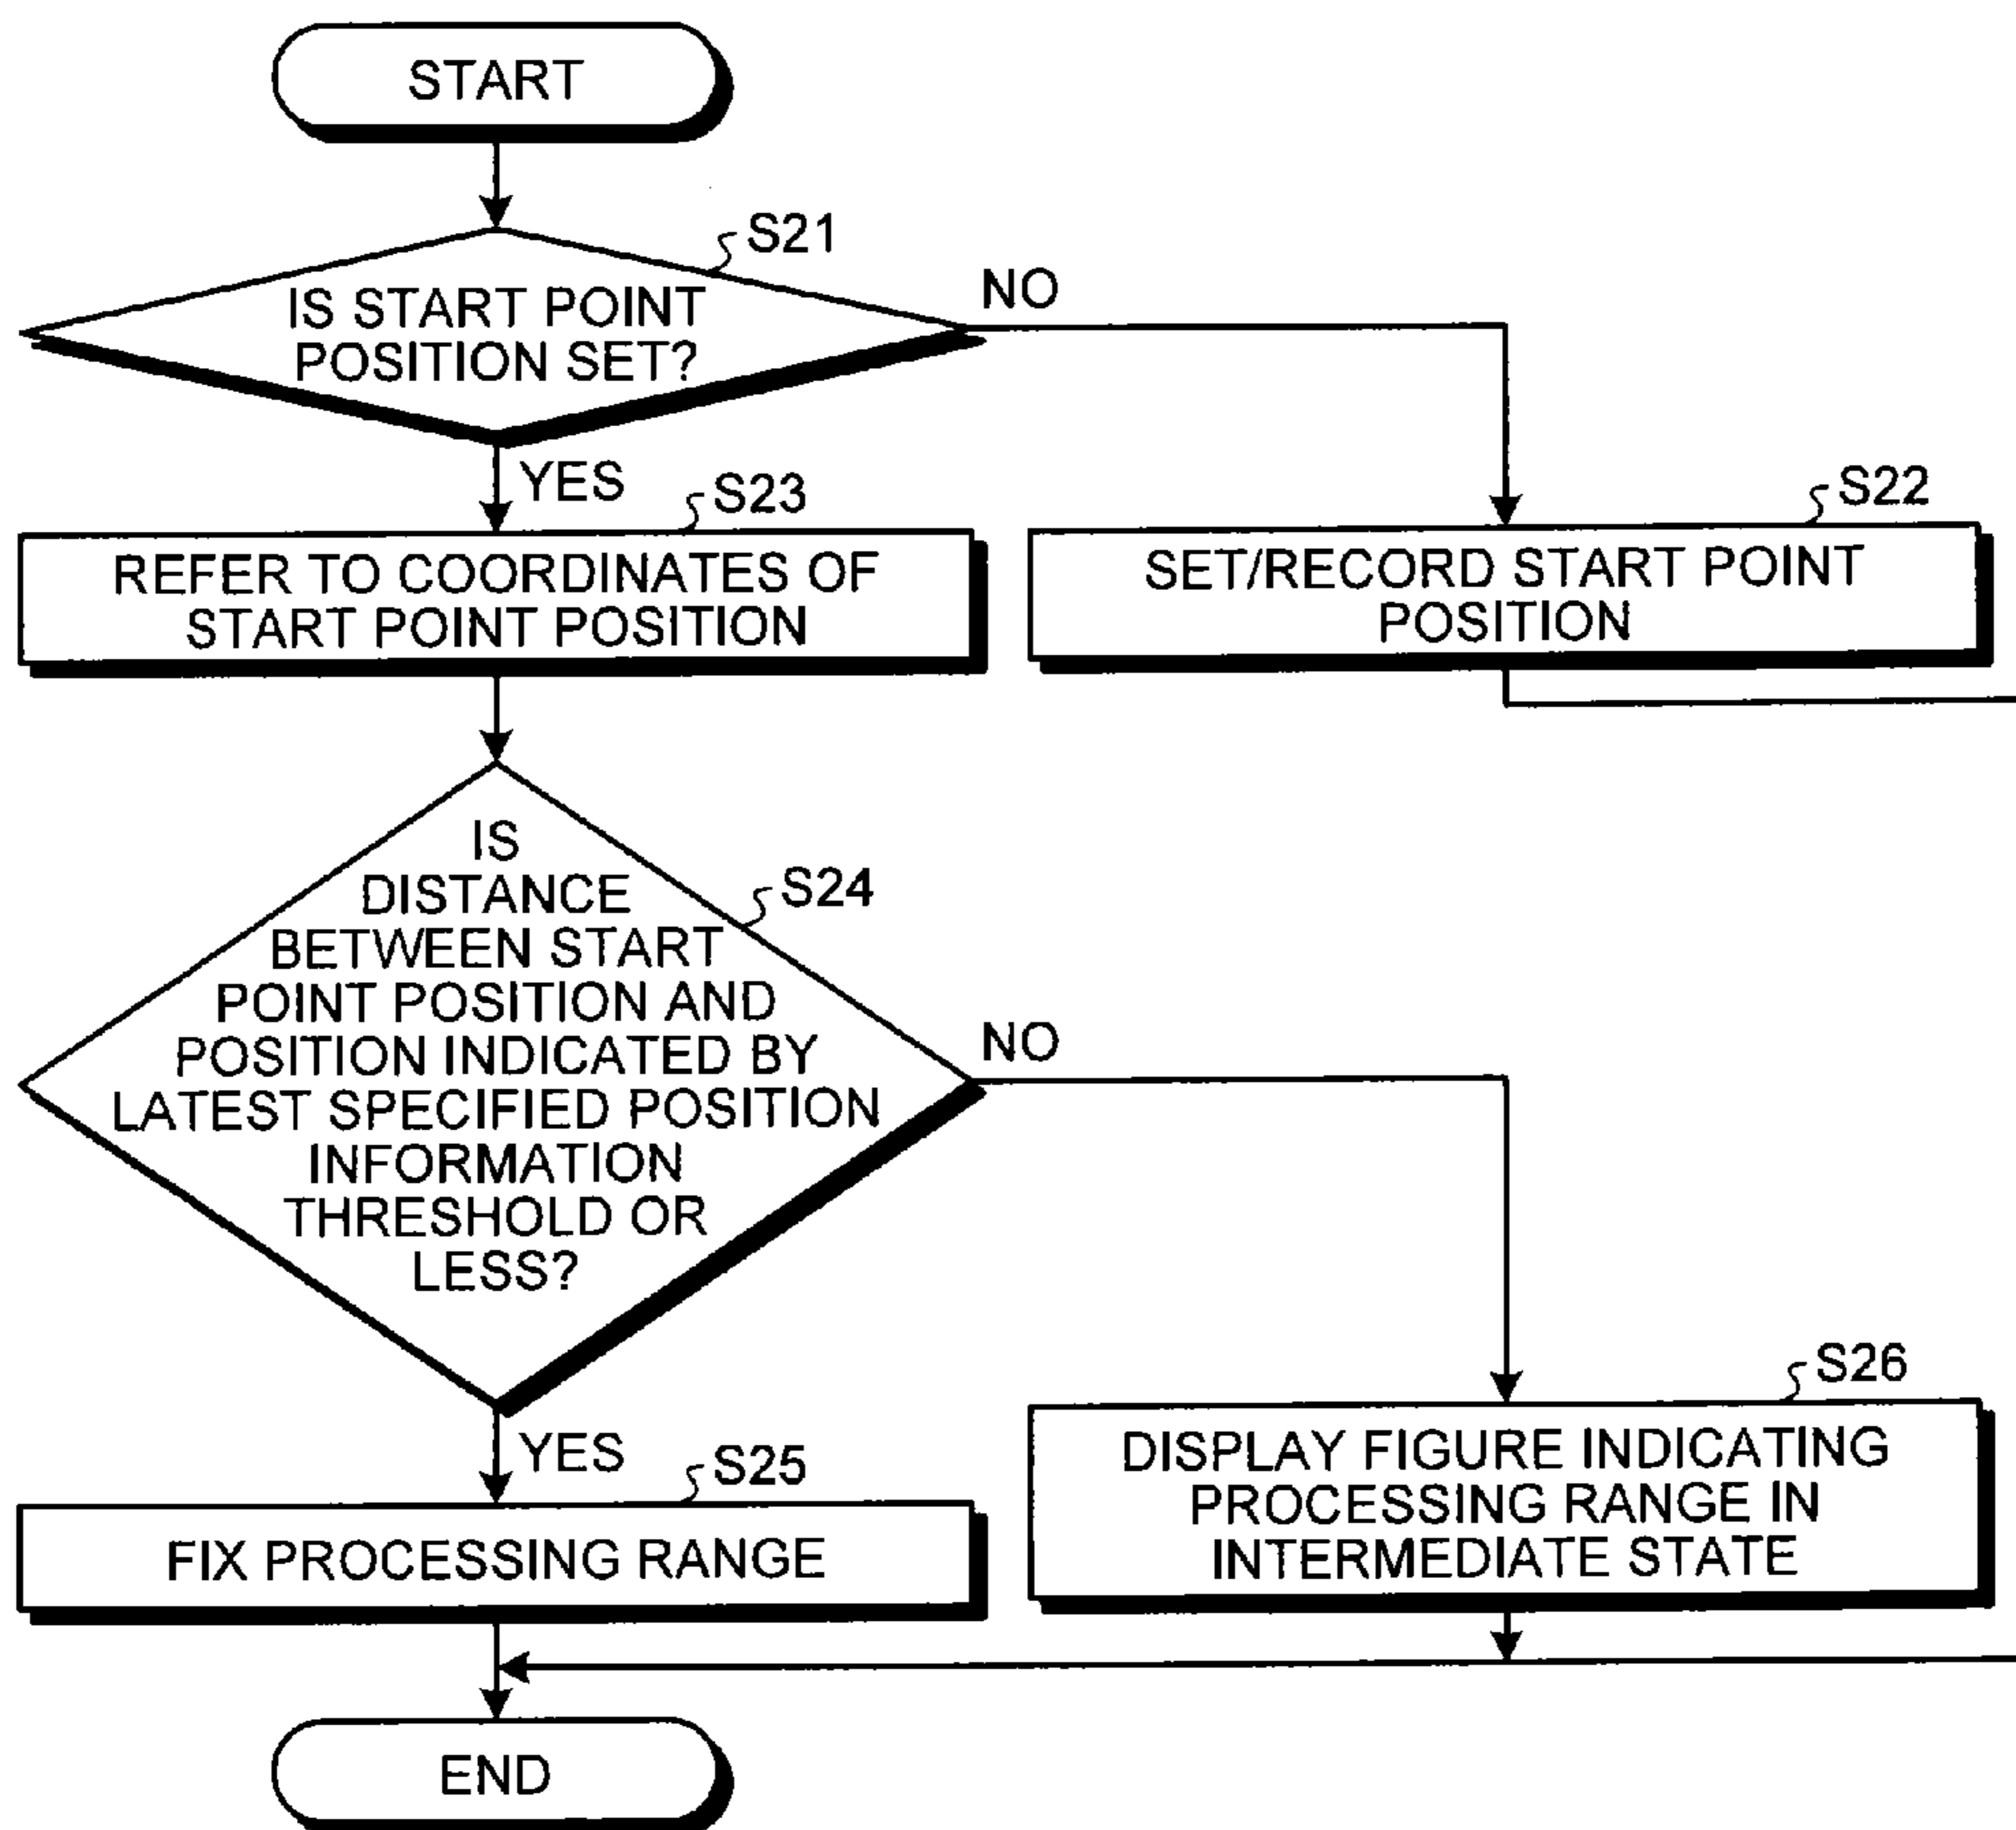 START
S21
IS START POINT
POSITION SET?
NO
YES
S23
REFER TO COORDINATES OF
START POINT POSITION
S22
SET/RECORD START POINT
POSITION
S24
IS
DISTANCE
BETWEEN START
POINT POSITION AND
POSITION INDICATED BY
LATEST SPECIFIED POSITION
INFORMATION
THRESHOLD OR
LESS?
NO
YES
S25
FIX PROCESSING RANGE
S26
DISPLAY FIGURE INDICATING
PROCESSING RANGE IN
INTERMEDIATE STATE
END